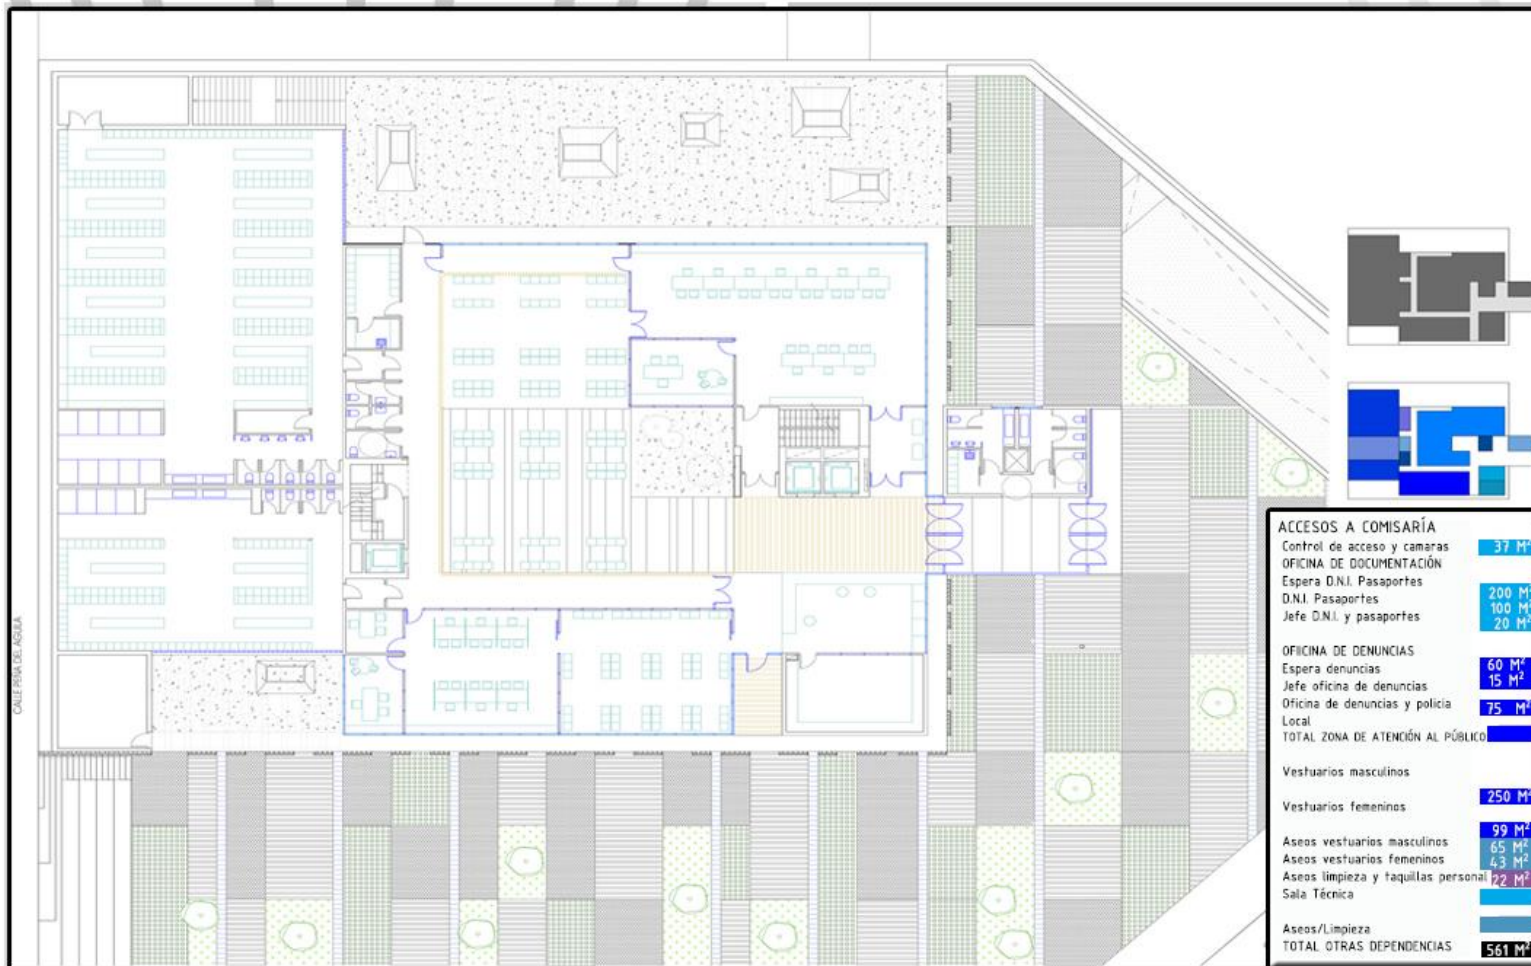 CALLE PEÑA DEL AGUILA
ACCESOS A COMISARÍA
Control de acceso y camaras 37 M²
OFICINA DE DOCUMENTACIÓN
Espera D.N.I. Pasaportes
D.N.I. Pasaportes 200 M²
100 M²
Jefe D.N.I. y pasaportes 20 M²
OFIICINA DE DENUNCIAS
Espera denuncias 60 M²
Jefe oficina de denuncias 15 M²
Oficina de denuncias y policia 75 M²
Local
TOTAL ZONA DE ATENCIÓN AL PÚBLICO
Vestuarios masculinos
250 M²
Vestuarios femeninos
99 M²
Aseos vestuarios masculinos 65 M²
Aseos vestuarios femeninos 43 M²
Aseos limpieza y taquillas personal 22 M²
Sala Técnica
Aseos/Limpieza
TOTAL OTRAS DEPENDENCIAS 561 M²